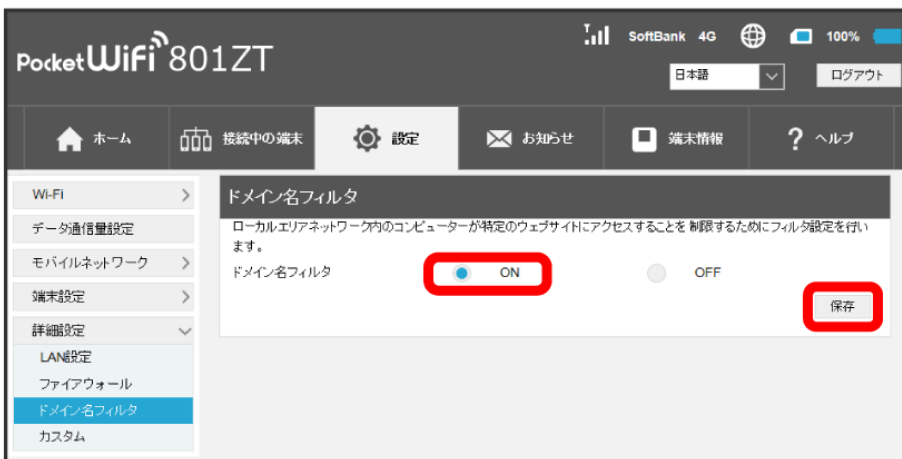 PocketWiFi 801ZT
SoftBank 4G 100%
日本語 ログアウト
ホーム 接続中の端末 設定 お知らせ 端末情報 ? ヘルプ
Wi-Fi
データ通信量設定
モバイルネットワーク
端末設定
詳細設定
LAN設定
ファイアウォール
ドメイン名フィルタ
カスタム
ドメイン名フィルタ
ローカルエリアネットワーク内のコンピューターが特定のウェブサイトにアクセスすることを 制限するためにフィルタ設定を行い
ます。
ドメイン名フィルタ ON OFF
保存